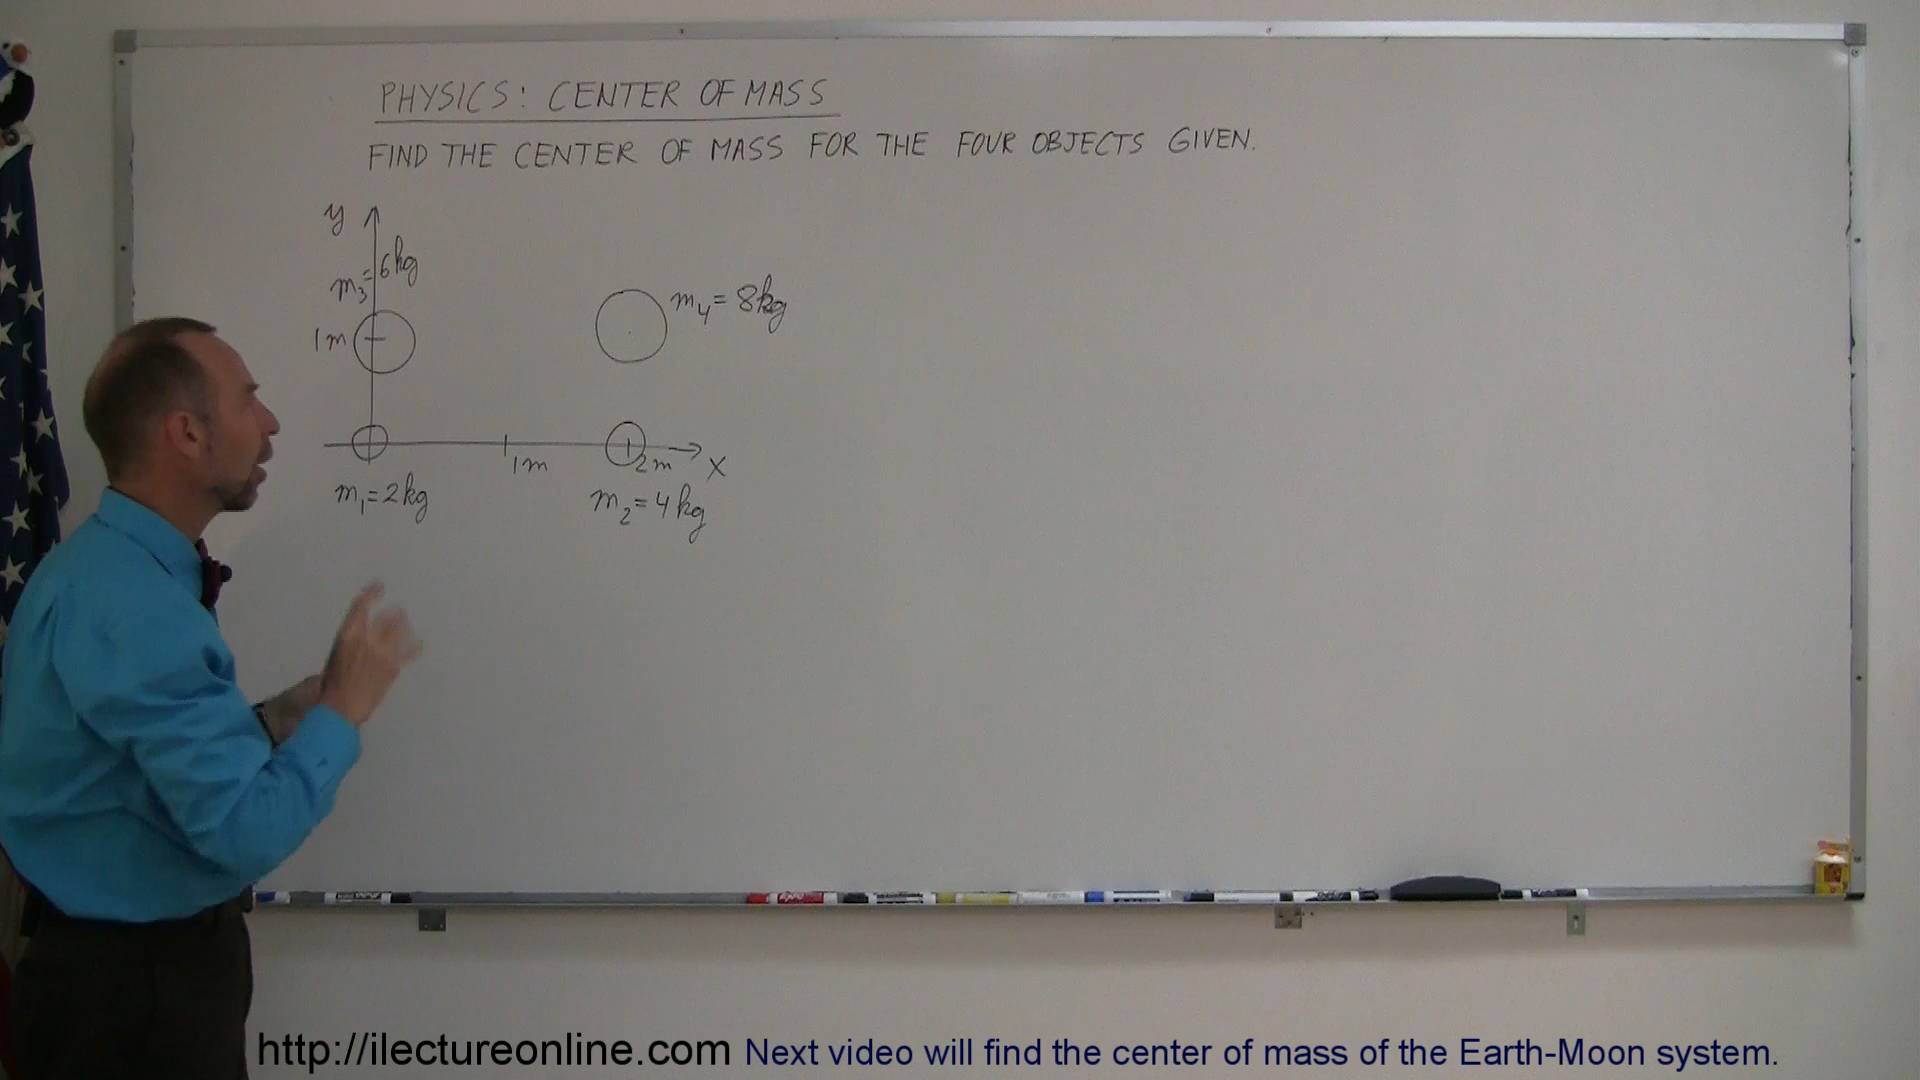 PHYSICS: CENTER OF MASS
FIND THE CENTER OF MASS FOR THE FOUR OBJECTS GIVEN.
y
m₃=6kg
m₄=8kg
1m
1m
2m
x
m₁=2kg
m₂=4kg
http://ilectureonline.com Next video will find the center of mass of the Earth-Moon system.